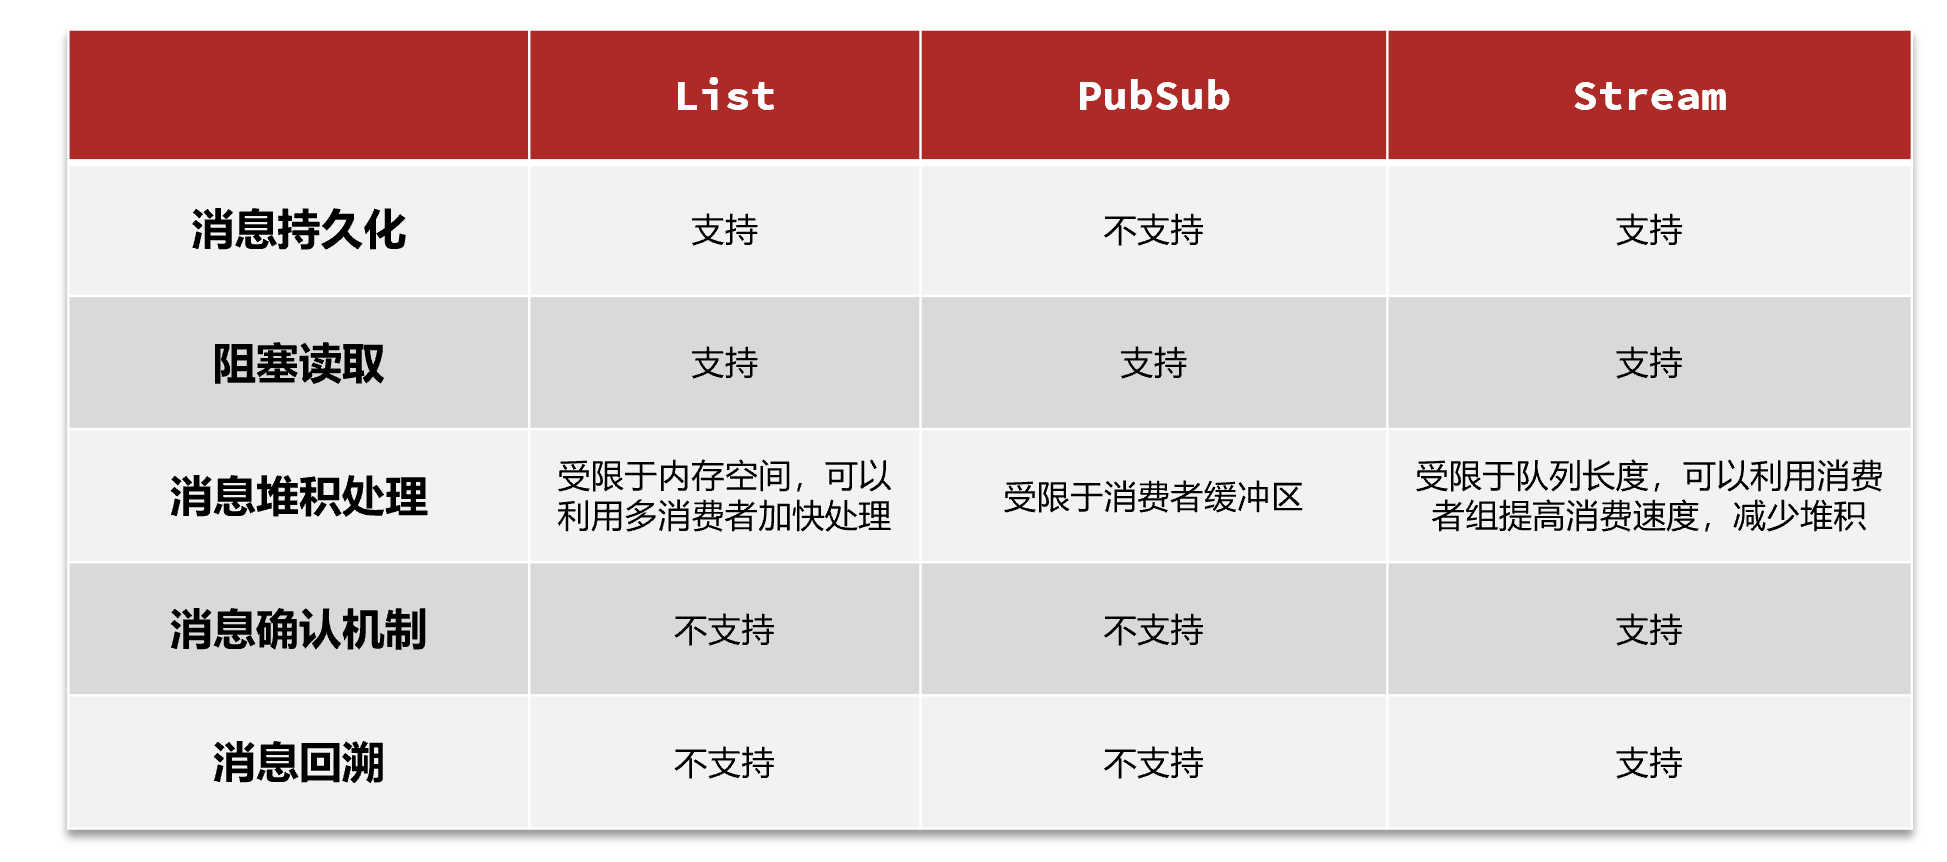 List PubSub Stream
消息持久化 支持 不支持 支持
阻塞读取 支持 支持 支持
消息堆积处理 受限于内存空间，可以 利用多消费者加快处理 受限于消费者缓冲区 受限于队列长度，可以利用消费 者组提高消费速度，减少堆积
消息确认机制 不支持 不支持 支持
消息回溯 不支持 不支持 支持